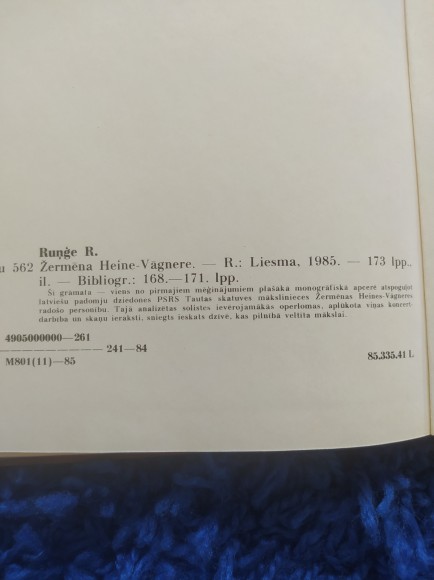 Ruņģe R.
u 562 Žermēna Heine-Vāgnere. — R.: Liesma, 1985. — 173 lpp.,
il. — Bibliogr.: 168.—171. lpp.
Šī grāmata — viens no pirmajiem mēģinājumiem plašākā monogrāfiskā apcerē atspoguļot
latviešu padomju dziedones PSRS Tautas skatuves mākslinieces Žermēnas Heines-Vāgneres
radošo personību. Tajā analizētas solistes ievērojamākās operlomas, aplūkota viņas koncert-
darbība un skaņu ieraksti, sniegts ieskats dzīvē, kas pilnībā veltīta mākslai.
4905000000—261
——————— 241—84
M801(11)—85
85.335.41 L